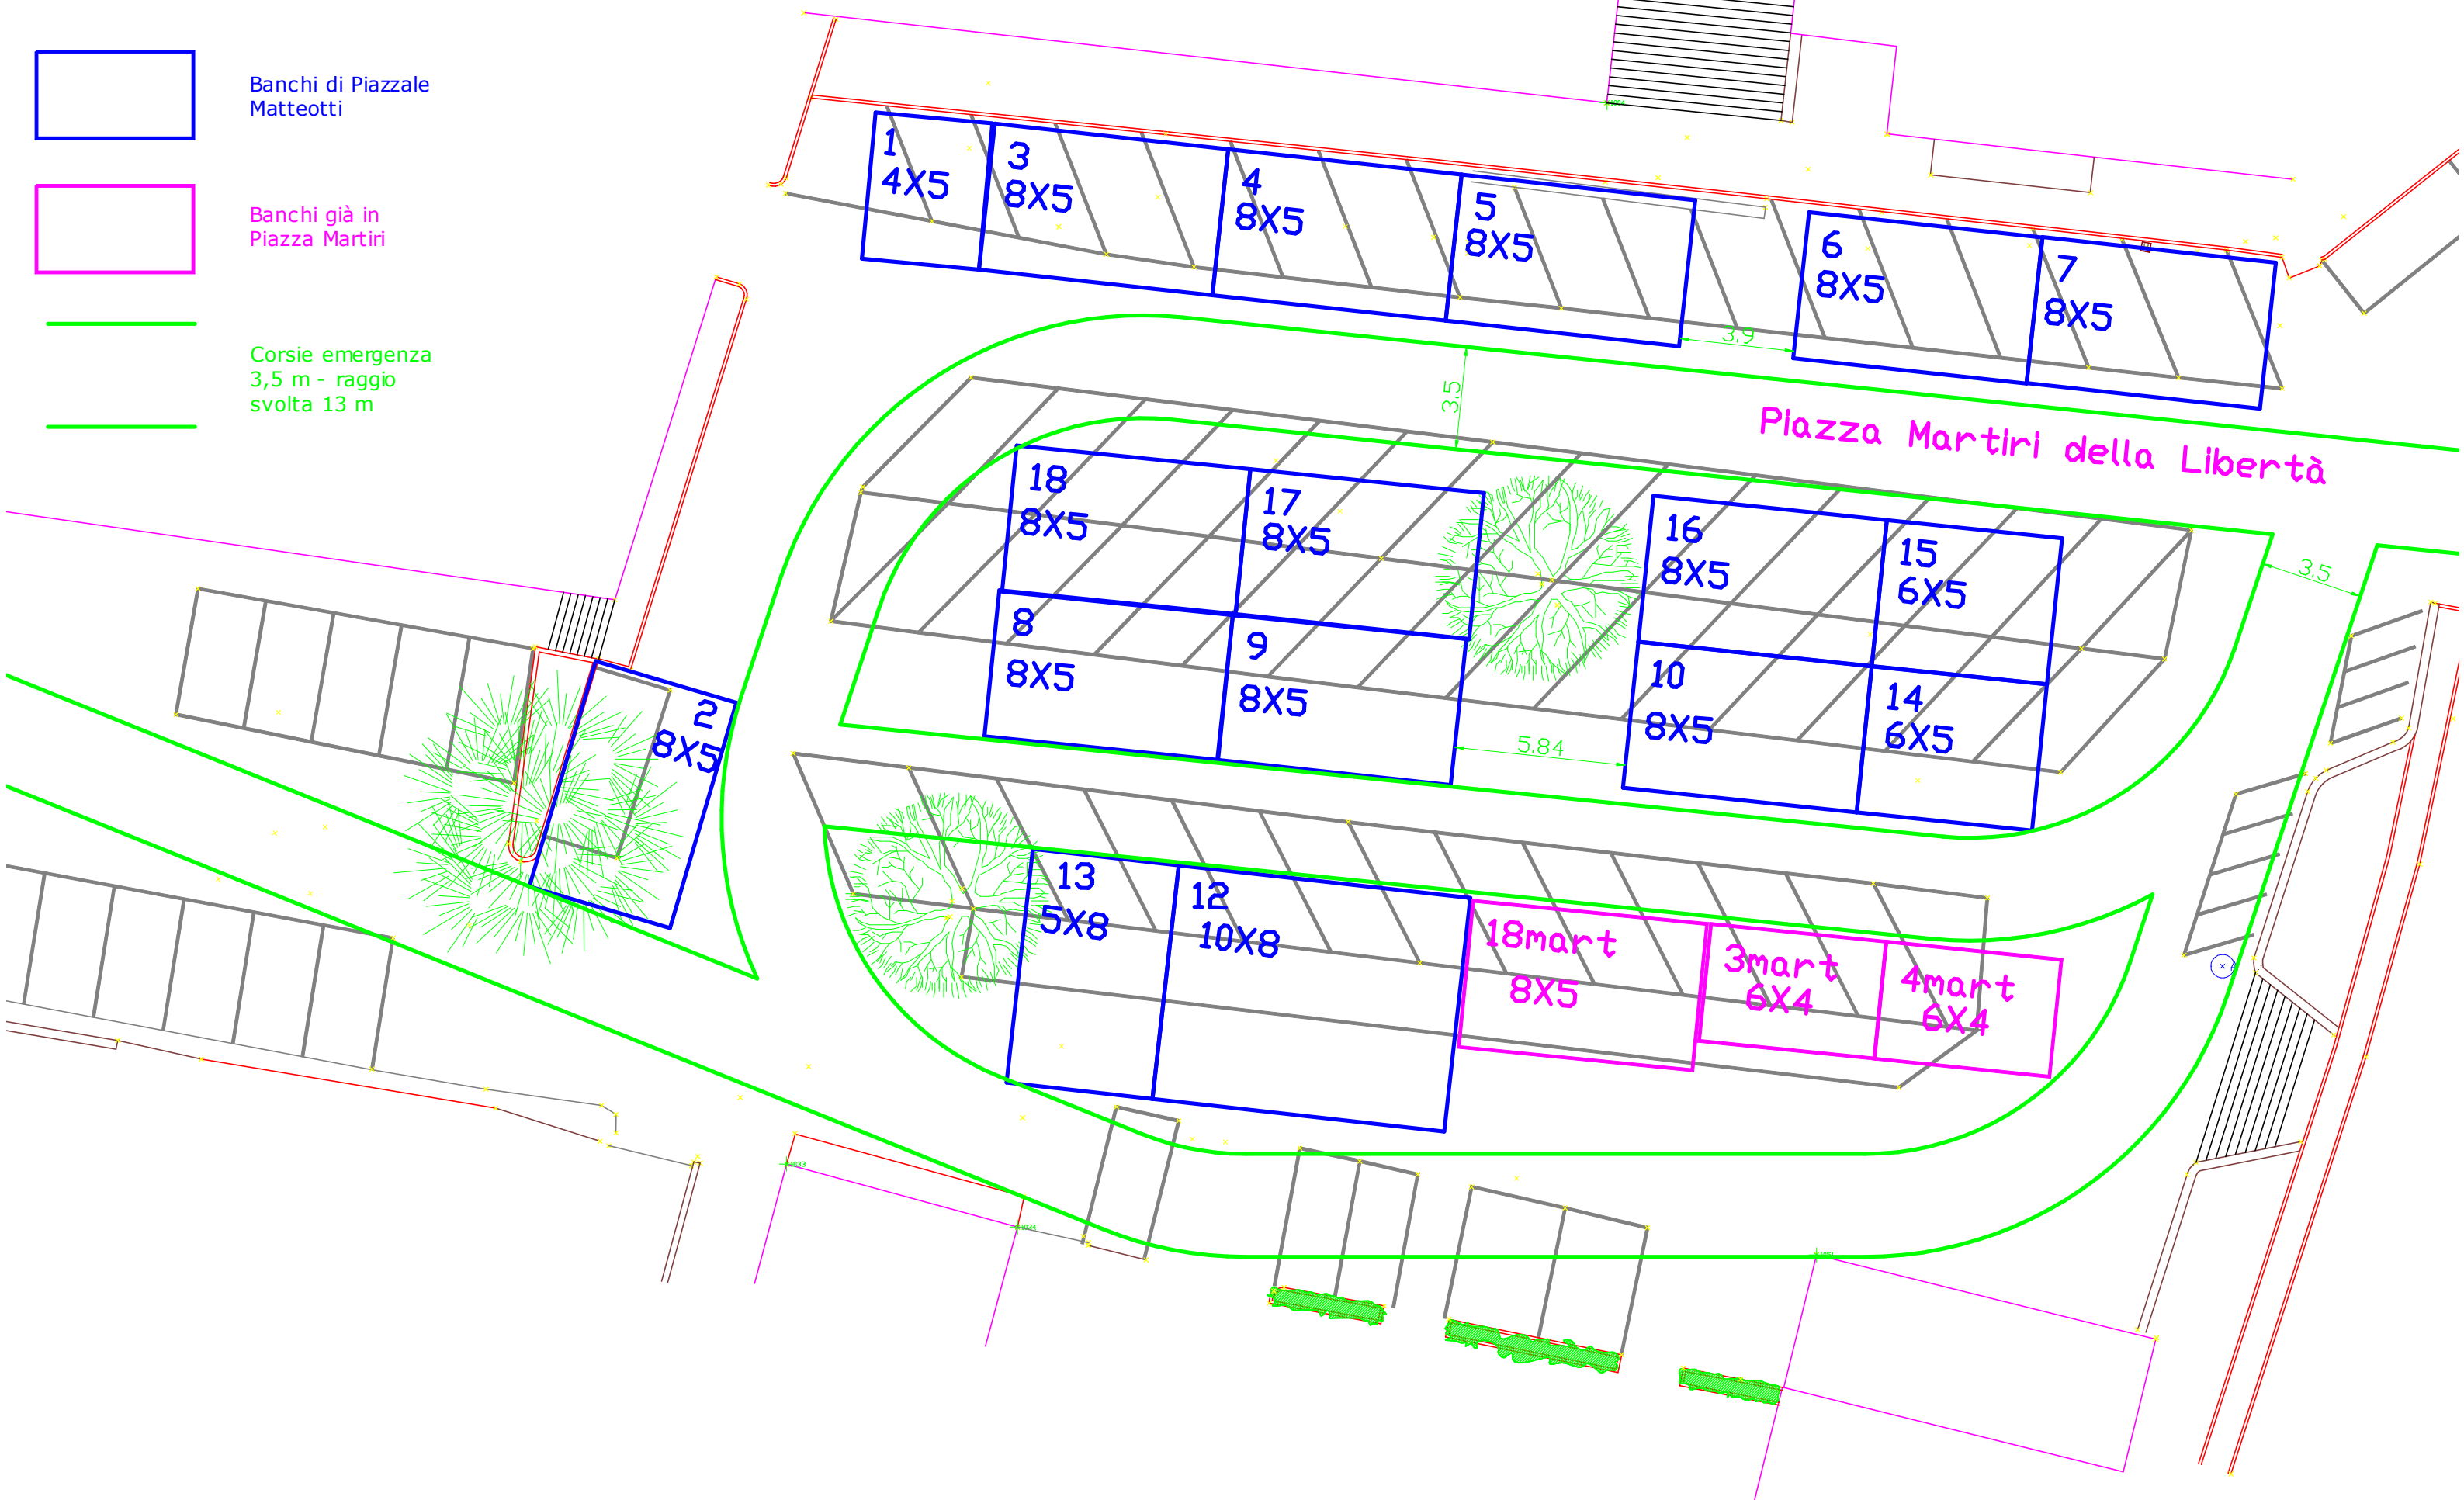 Banchi di Piazzale
Matteotti
Banchi già in
Piazza Martiri
Corsie emergenza
3,5 m - raggio
svolta 13 m
1
4X5
3
8X5
4
8X5
5
8X5
6
8X5
7
8X5
3.9
3.5
Piazza Martiri della Libertà
18
8X5
17
8X5
16
8X5
15
6X5
3.5
8
8X5
9
8X5
10
8X5
14
6X5
5.84
2
8X5
13
5X8
12
10X8
18mart
8X5
3mart
6X4
4mart
6X4